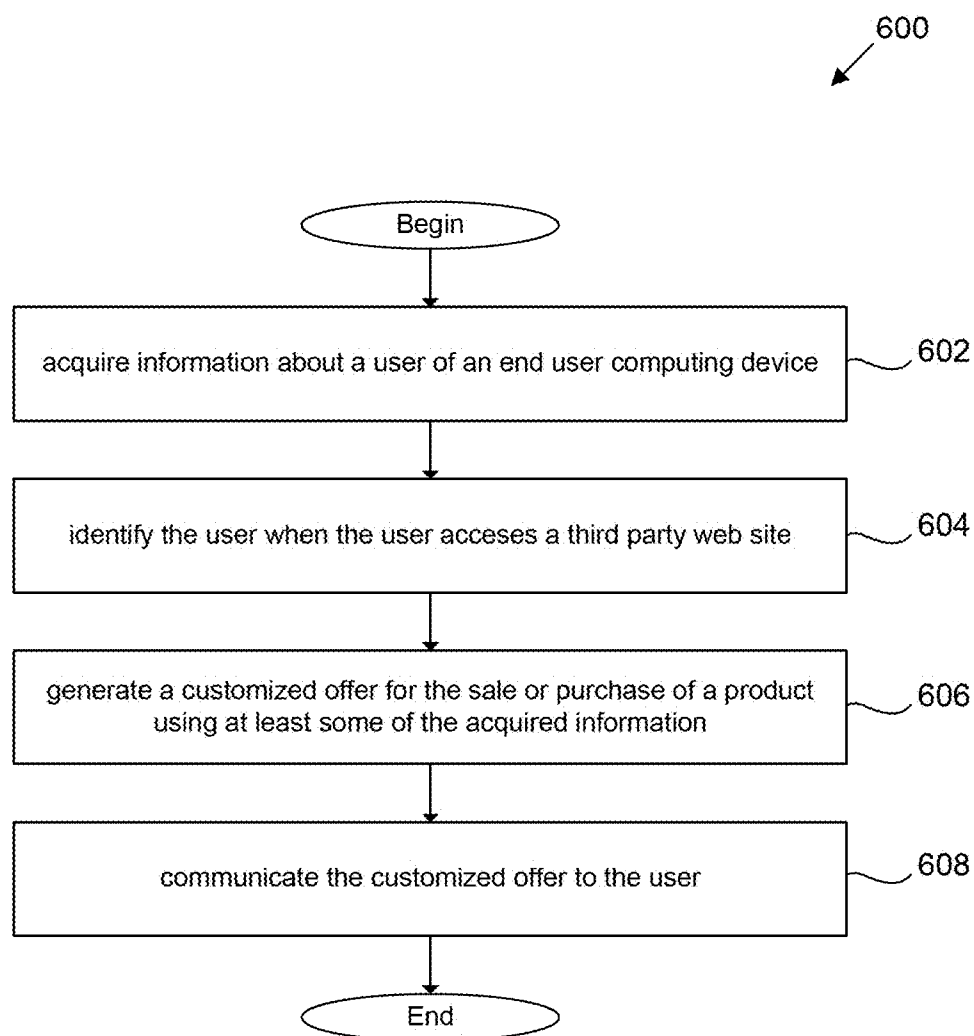 600
Begin
acquire information about a user of an end user computing device
602
identify the user when the user acceses a third party web site
604
generate a customized offer for the sale or purchase of a product
using at least some of the acquired information
606
communicate the customized offer to the user
608
End